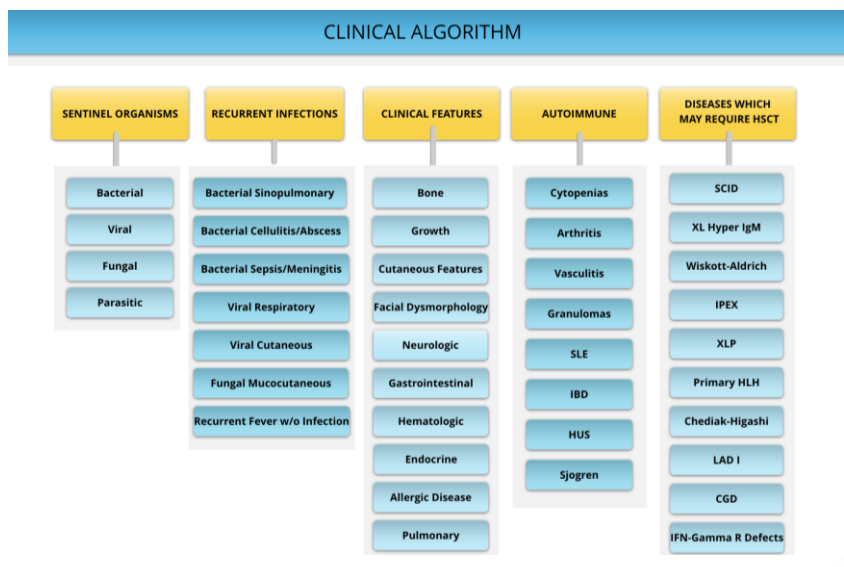 CLINICAL ALGORITHM
SENTINEL ORGANISMS
Bacterial
Viral
Fungal
Parasitic
RECURRENT INFECTIONS
Bacterial Sinopulmonary
Bacterial Cellulitis/Abscess
Bacterial Sepsis/Meningitis
Viral Respiratory
Viral Cutaneous
Fungal Mucocutaneous
Recurrent Fever w/o Infection
CLINICAL FEATURES
Bone
Growth
Cutaneous Features
Facial Dysmorphology
Neurologic
Gastrointestinal
Hematologic
Endocrine
Allergic Disease
Pulmonary
AUTOIMMUNE
Cytopenias
Arthritis
Vasculitis
Granulomas
SLE
IBD
HUS
Sjogren
DISEASES WHICH
MAY REQUIRE HSCT
SCID
XL Hyper IgM
Wiskott-Aldrich
IPEX
XLP
Primary HLH
Chediak-Higashi
LAD I
CGD
IFN-Gamma R Defects